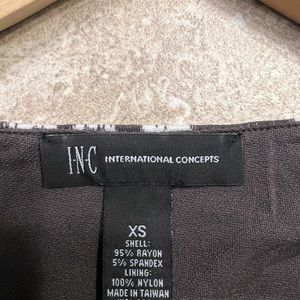 I·N·C INTERNATIONAL CONCEPTS
XS
SHELL:
95% RAYON
5% SPANDEX
LINING:
100% NYLON
MADE IN TAIWAN